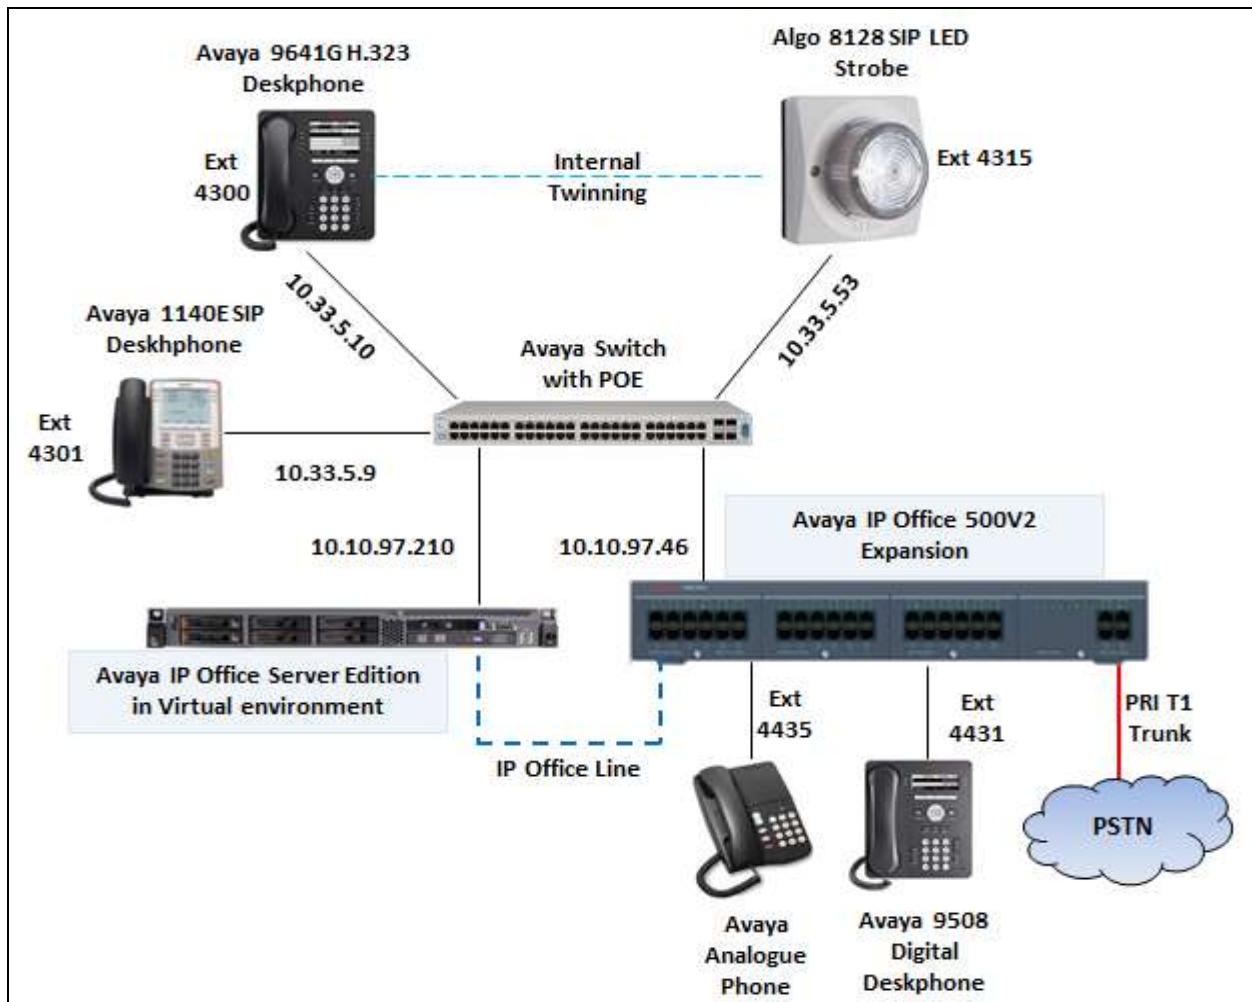 Avaya 9641G H.323
Deskphone
Algo 8128 SIP LED
Strobe
Ext
4300
Internal
Twinning
Ext 4315
10.33.5.10
10.33.5.53
Avaya 1140E SIP
Deskhphone
Avaya Switch
with POE
Ext
4301
10.33.5.9
10.10.97.210
10.10.97.46
Avaya IP Office 500V2
Expansion
Avaya IP Office Server Edition
in Virtual environment
IP Office Line
Ext
4435
Ext
4431
PRI T1
Trunk
PSTN
Avaya
Analogue
Phone
Avaya 9508
Digital
Deskphone